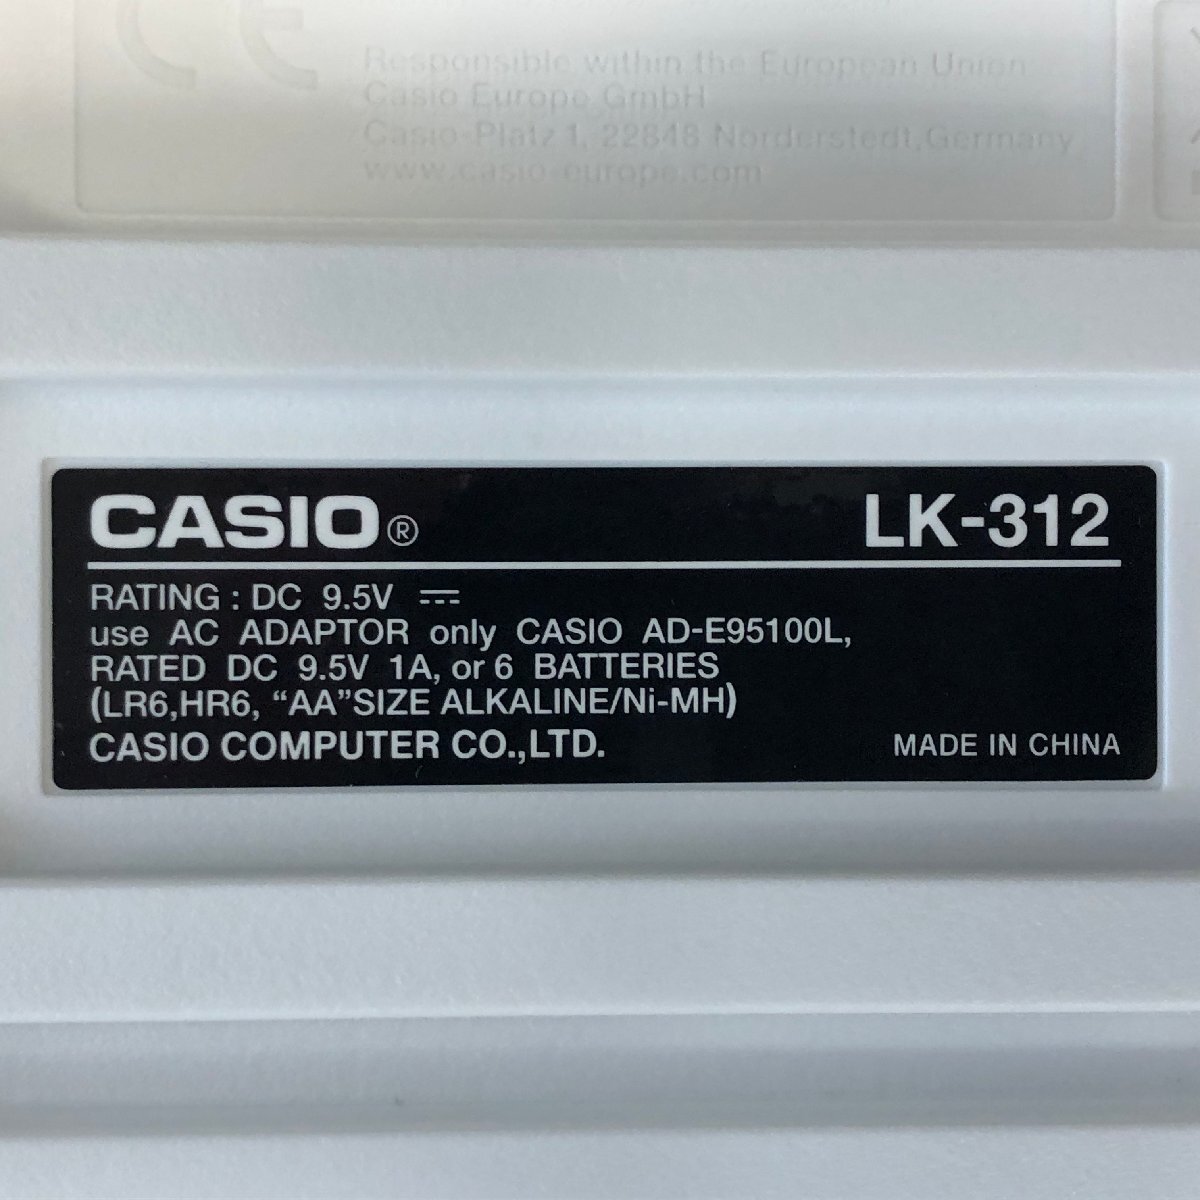 CE
Responsible within the European Union
Casio Europe GmbH
Casio-Platz 1, 22848 Norderstedt,Germany
www.casio-europe.com
CASIO® LK-312
RATING : DC 9.5V ⎓
use AC ADAPTOR only CASIO AD-E95100L,
RATED DC 9.5V 1A, or 6 BATTERIES
(LR6,HR6, “AA”SIZE ALKALINE/Ni-MH)
CASIO COMPUTER CO.,LTD. MADE IN CHINA